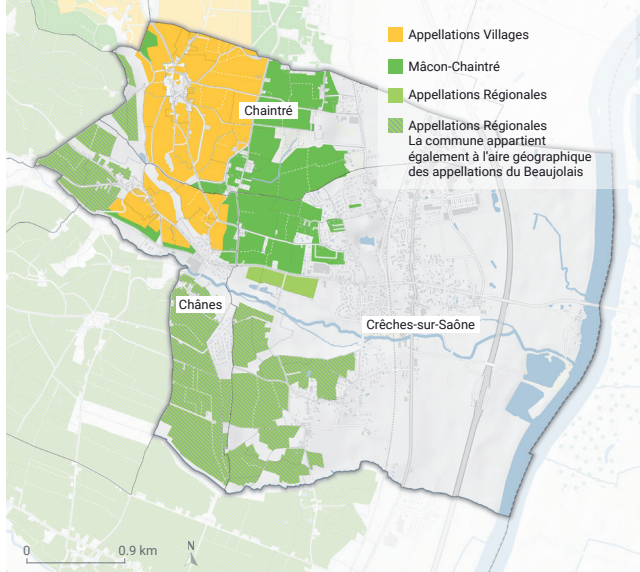 Appellations Villages
Mâcon-Chaintré
Appellations Régionales
Appellations Régionales
La commune appartient
également à l'aire géographique
des appellations du Beaujolais
Chaintré
Chânes
Crêches-sur-Saône
0
0.9 km
N